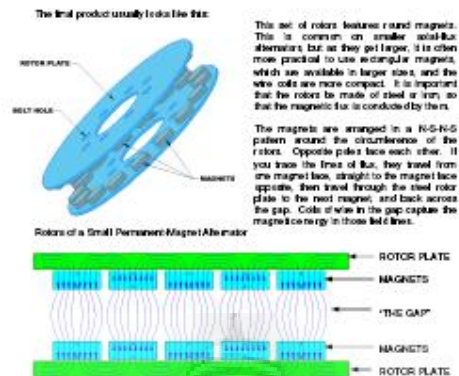 The final product usually looks like this:
This set of rotors features round magnets.
This is common on smaller axial-flux
alternators, but as they get larger, it is often
more practical to use rectangular magnets,
which are available in larger sizes, and the
wire coils are more compact. It is important
that the rotors be made of steel or iron, so
that the magnetic flux is conducted by them.
The magnets are arranged in a N-S-N-S
pattern around the circumference of the
rotors. Opposite poles face each other. If
you trace the lines of flux, they travel from
one magnet face, straight to the magnet face
opposite, then travel through the steel rotor
plate to the next magnet, and back across
the gap. Coils of wire in the gap capture the
magnetic energy in those field lines.
ROTOR PLATE
BOLT HOLE
MAGNETS
Rotors of a Small Permanent-Magnet Alternator
ROTOR PLATE
MAGNETS
"THE GAP"
MAGNETS
ROTOR PLATE